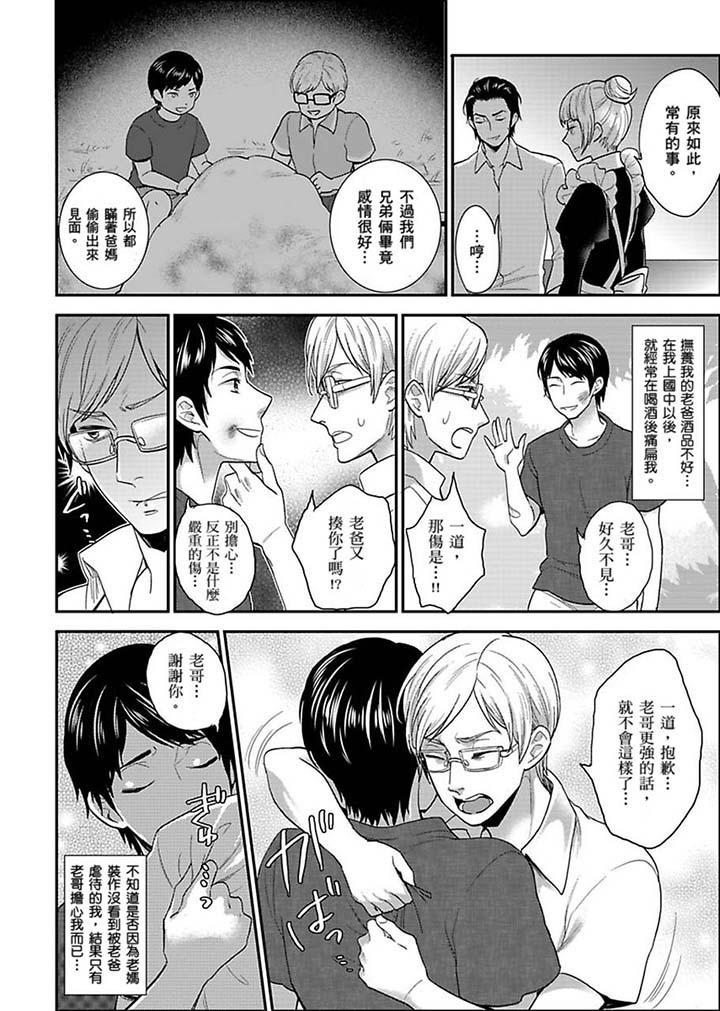 原來如此，
常有的事。
…哼…
不過我們
兄弟倆畢竟
感情很好…
所以都
瞞著爸媽
偷偷出來
見面。
撫養我的老爸酒品不好…
在我上國中以後，
就經常在喝酒後痛扁我。
老哥…
好久不見…
一道，
那傷是…!!
老爸又
揍你了嗎!?
別擔心…
反正不是什麼
嚴重的傷…
一道，抱歉…
老哥更強的話，
就不會這樣了…
老哥…
謝謝你。
不知道是否因為老媽
裝作沒看到被老爸
虐待的我，結果只有
老哥擔心我而已…